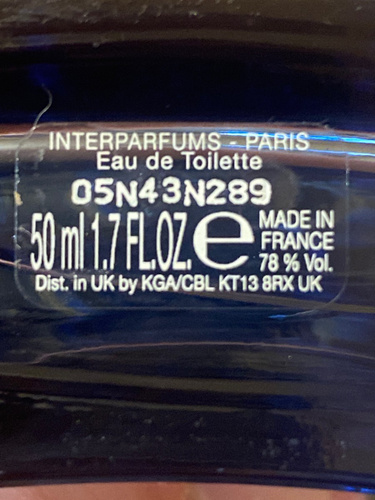 INTERPARFUMS - PARIS
Eau de Toilette
05N43N289
50 ml 1.7 FL.OZ. e MADE IN
FRANCE
78 % Vol.
Dist. in UK by KGA/CBL KT13 8RX UK